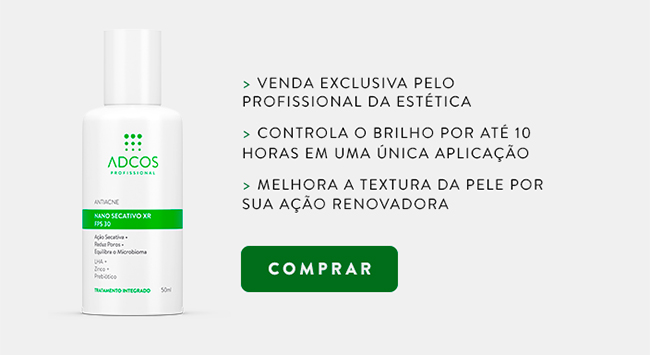 ADCOS
PROFISSIONAL
ANTIACNE
NANO SECATIVO XR
FPS 30
Ação Secativa +
Reduz Poros +
Equilibra o Microbioma
LHA +
Zinco +
Prebiótico
TRATAMENTO INTEGRADO
50ml
> VENDA EXCLUSIVA PELO
PROFISSIONAL DA ESTÉTICA
> CONTROLA O BRILHO POR ATÉ 10
HORAS EM UMA ÚNICA APLICAÇÃO
> MELHORA A TEXTURA DA PELE POR
SUA AÇÃO RENOVADORA
COMPRAR